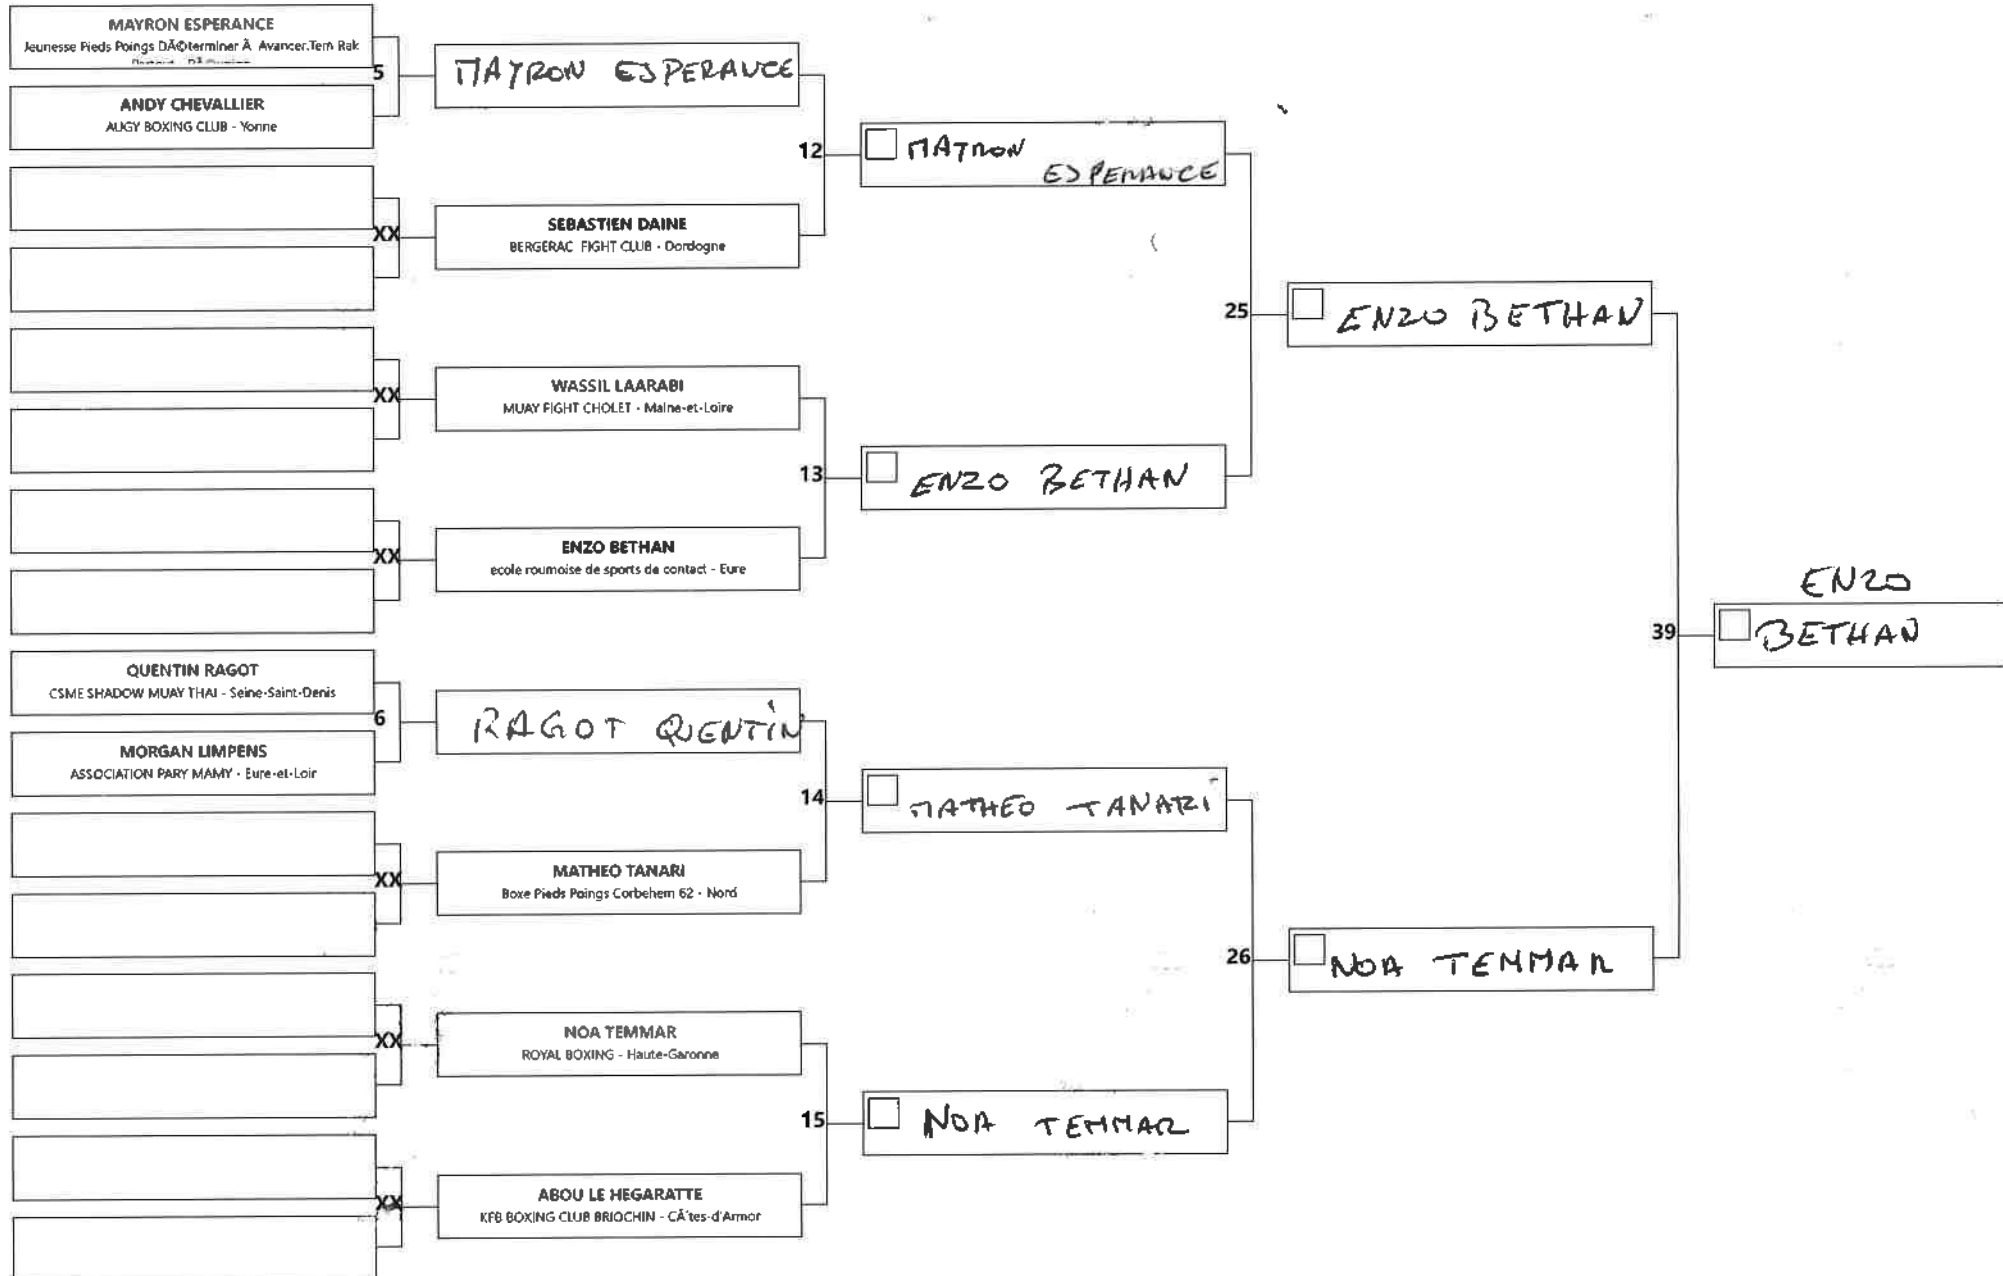 MAYRON ESPERANCE
Jeunesse Pieds Poings DÃ©terminer Ã Avancer.Tem Rak
5
ANDY CHEVALLIER
AUGY BOXING CLUB - Yonne
MAYRON ESPERANCE
XX
SEBASTIEN DAINE
BERGERAC FIGHT CLUB - Dordogne
12
MAYRON
ESPERANCE
XX
WASSIL LAARABI
MUAY FIGHT CHOLET - Maine-et-Loire
XX
ENZO BETHAN
ecole roumoise de sports de contact - Eure
13
ENZO BETHAN
25
ENZO BETHAN
QUENTIN RAGOT
CSME SHADOW MUAY THAI - Seine-Saint-Denis
6
MORGAN LIMPENS
ASSOCIATION PARY MAMY - Eure-et-Loir
RAGOT QUENTIN
XX
MATHEO TANARI
Boxe Pieds Poings Corbehem 62 - Nord
14
MATHEO TANARI
XX
NOA TEMMAR
ROYAL BOXING - Haute-Garonne
XX
ABOU LE HEGARATTE
KFB BOXING CLUB BRIOCHIN - CÃ´tes-d'Armor
15
NOA TEMMAR
26
NOA TEMMAR
39
ENZO
BETHAN